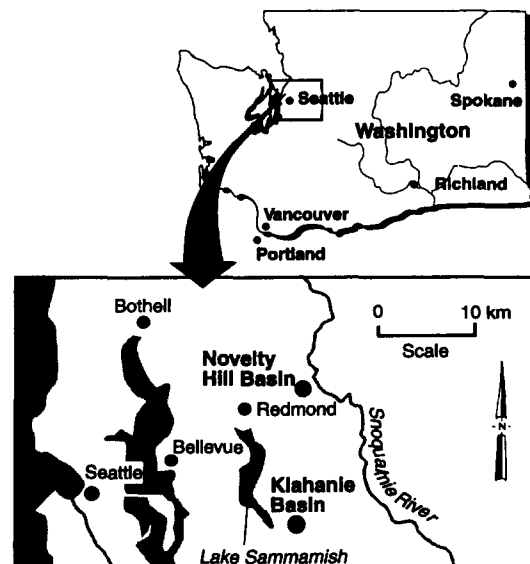 Seattle
Spokane
Washington
Richland
Vancouver
Portland
Bothell
0 10 km
Scale
Novelty
Hill Basin
Redmond
N
Snoqualmie River
Bellevue
Seattle
Klahanie
Basin
Lake Sammamish